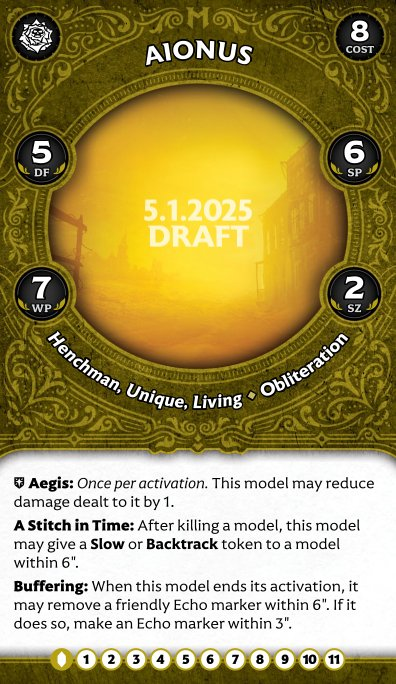 AIONUS
8
COST
5
DF
6
SP
5.1.2025
DRAFT
7
WP
2
SZ
Henchman, Unique, Living ⬥ Obliteration
Aegis: Once per activation. This model may reduce
damage dealt to it by 1.
A Stitch in Time: After killing a model, this model
may give a Slow or Backtrack token to a model
within 6".
Buffering: When this model ends its activation, it
may remove a friendly Echo marker within 6". If it
does so, make an Echo marker within 3".
1 2 3 4 5 6 7 8 9 10 11